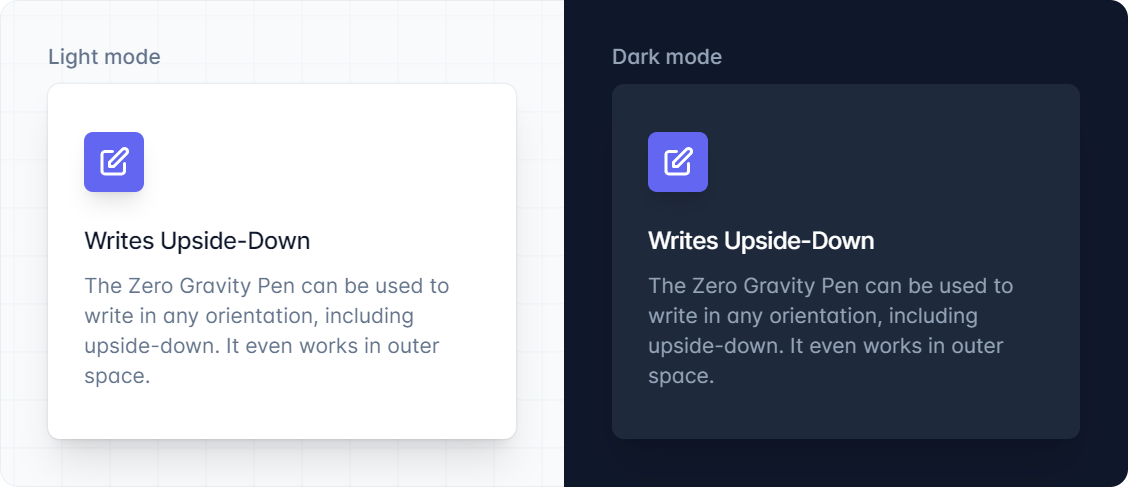 Light mode
Writes Upside-Down
The Zero Gravity Pen can be used to
write in any orientation, including
upside-down. It even works in outer
space.
Dark mode
Writes Upside-Down
The Zero Gravity Pen can be used to
write in any orientation, including
upside-down. It even works in outer
space.